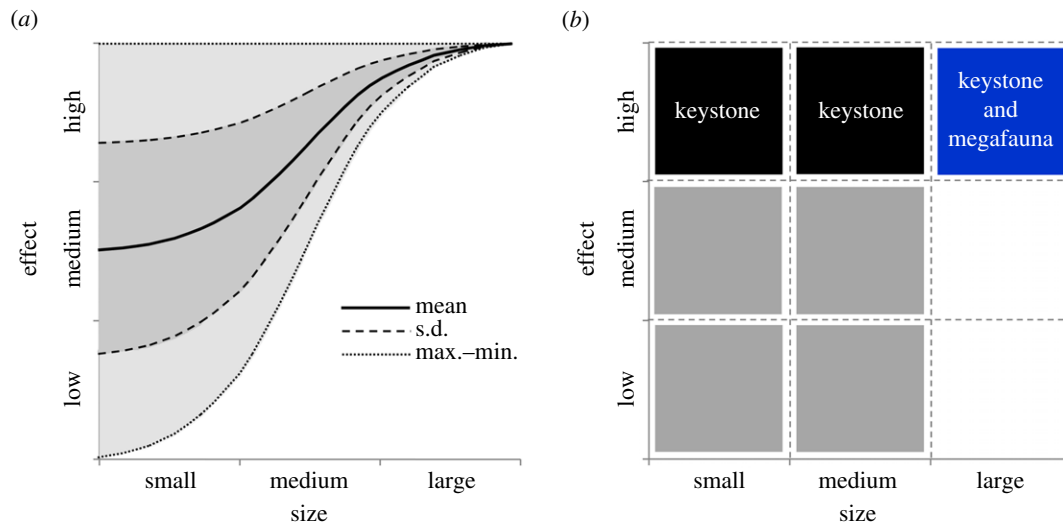 (a)
high
medium
low
effect
mean
s.d.
max.–min.
small
medium
large
size
(b)
high
medium
low
effect
keystone
keystone
keystone
and
megafauna
small
medium
large
size